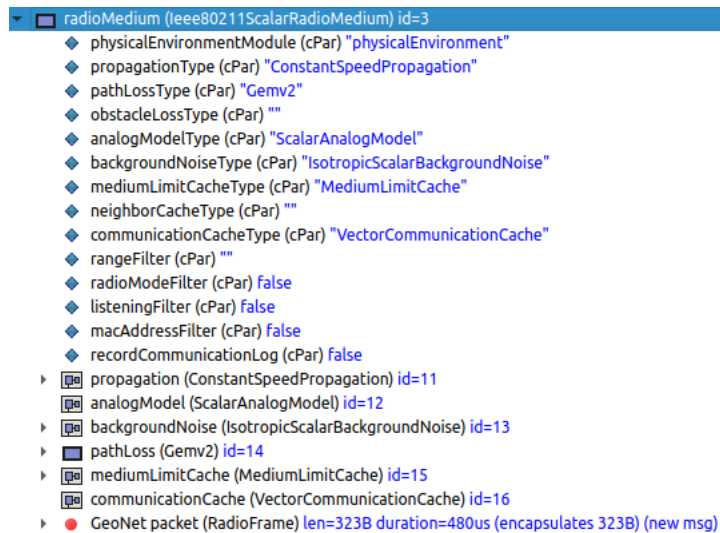 radioMedium (Ieee80211ScalarRadioMedium) id=3
physicalEnvironmentModule (cPar) "physicalEnvironment"
propagationType (cPar) "ConstantSpeedPropagation"
pathLossType (cPar) "Gemv2"
obstacleLossType (cPar) ""
analogModelType (cPar) "ScalarAnalogModel"
backgroundNoiseType (cPar) "IsotropicScalarBackgroundNoise"
mediumLimitCacheType (cPar) "MediumLimitCache"
neighborCacheType (cPar) ""
communicationCacheType (cPar) "VectorCommunicationCache"
rangeFilter (cPar) ""
radioModeFilter (cPar) false
listeningFilter (cPar) false
macAddressFilter (cPar) false
recordCommunicationLog (cPar) false
propagation (ConstantSpeedPropagation) id=11
analogModel (ScalarAnalogModel) id=12
backgroundNoise (IsotropicScalarBackgroundNoise) id=13
pathLoss (Gemv2) id=14
mediumLimitCache (MediumLimitCache) id=15
communicationCache (VectorCommunicationCache) id=16
GeoNet packet (RadioFrame) len=323B duration=480us (encapsulates 323B) (new msg)